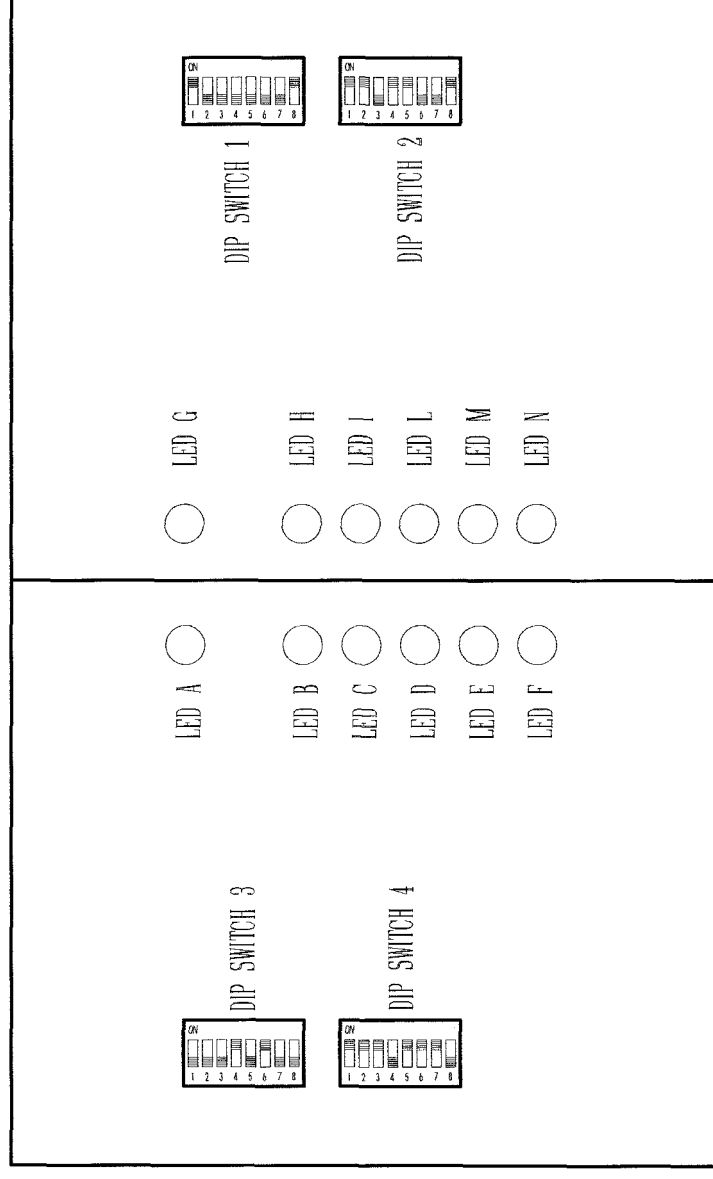 ON
1 2 3 4 5 6 7 8
DIP SWITCH 1
ON
1 2 3 4 5 6 7 8
DIP SWITCH 2
LED G
LED H
LED I
LED L
LED M
LED N
LED A
LED B
LED C
LED D
LED E
LED F
DIP SWITCH 3
ON
1 2 3 4 5 6 7 8
DIP SWITCH 4
ON
1 2 3 4 5 6 7 8